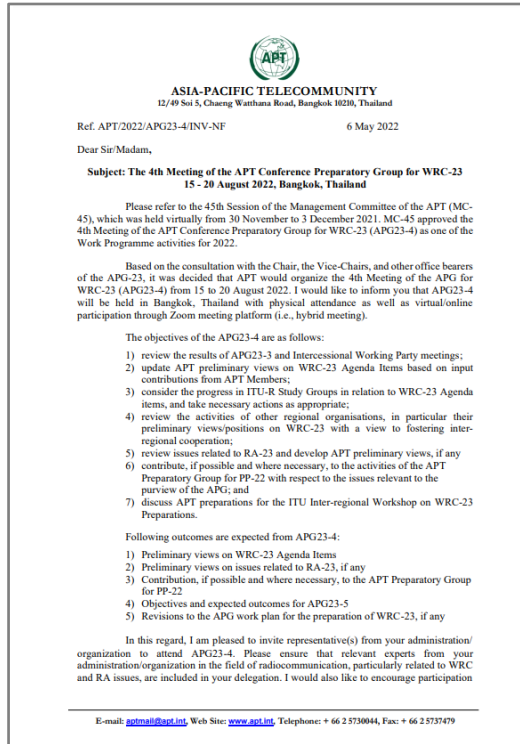 APT
ASIA-PACIFIC TELECOMMUNITY
12/49 Soi 5, Chaeng Watthana Road, Bangkok 10210, Thailand
Ref. APT/2022/APG23-4/INV-NF 6 May 2022
Dear Sir/Madam,
Subject: The 4th Meeting of the APT Conference Preparatory Group for WRC-23
15 - 20 August 2022, Bangkok, Thailand
Please refer to the 45th Session of the Management Committee of the APT (MC-
45), which was held virtually from 30 November to 3 December 2021. MC-45 approved the
4th Meeting of the APT Conference Preparatory Group for WRC-23 (APG23-4) as one of the
Work Programme activities for 2022.
Based on the consultation with the Chair, the Vice-Chairs, and other office bearers
of the APG-23, it was decided that APT would organize the 4th Meeting of the APG for
WRC-23 (APG23-4) from 15 to 20 August 2022. I would like to inform you that APG23-4
will be held in Bangkok, Thailand with physical attendance as well as virtual/online
participation through Zoom meeting platform (i.e., hybrid meeting).
The objectives of the APG23-4 are as follows:
1) review the results of APG23-3 and Intercessional Working Party meetings;
2) update APT preliminary views on WRC-23 Agenda Items based on input
contributions from APT Members;
3) consider the progress in ITU-R Study Groups in relation to WRC-23 Agenda
items, and take necessary actions as appropriate;
4) review the activities of other regional organisations, in particular their
preliminary views/positions on WRC-23 with a view to fostering inter-
regional cooperation;
5) review issues related to RA-23 and develop APT preliminary views, if any
6) contribute, if possible and where necessary, to the activities of the APT
Preparatory Group for PP-22 with respect to the issues relevant to the
purview of the APG; and
7) discuss APT preparations for the ITU Inter-regional Workshop on WRC-23
Preparations.
Following outcomes are expected from APG23-4:
1) Preliminary views on WRC-23 Agenda Items
2) Preliminary views on issues related to RA-23, if any
3) Contribution, if possible and where necessary, to the APT Preparatory Group
for PP-22
4) Objectives and expected outcomes for APG23-5
5) Revisions to the APG work plan for the preparation of WRC-23, if any
In this regard, I am pleased to invite representative(s) from your administration/
organization to attend APG23-4. Please ensure that relevant experts from your
administration/organization in the field of radiocommunication, particularly related to WRC
and RA issues, are included in your delegation. I would also like to encourage participation
E-mail: aptmail@apt.int, Web Site: www.apt.int, Telephone: + 66 2 5730044, Fax: + 66 2 5737479